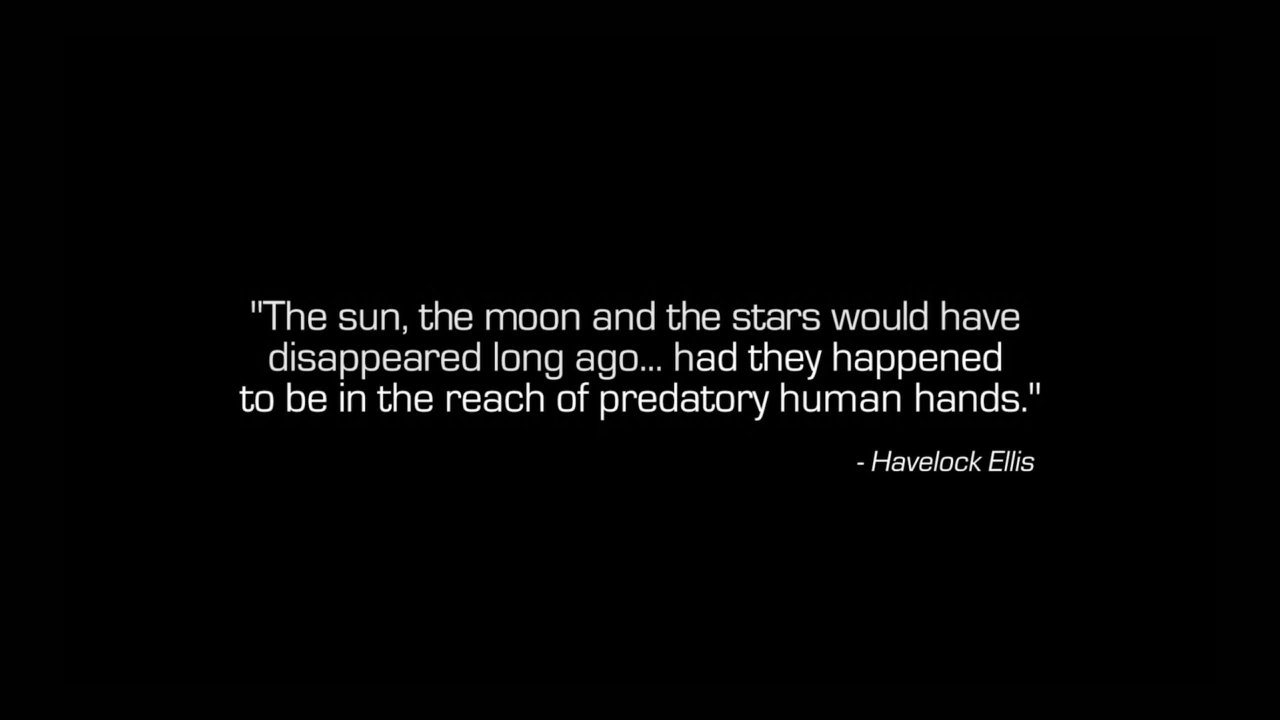 "The sun, the moon and the stars would have
disappeared long ago... had they happened
to be in the reach of predatory human hands."
- Havelock Ellis